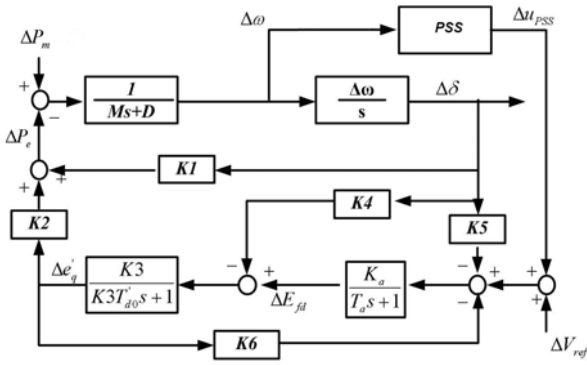 ΔP_m
Δω
PSS
Δu_PSS
+
−
1
Ms+D
Δω
s
Δδ
ΔP_e
+
+
K1
K2
K4
K5
Δe'_q
K3
K3T'_{d0}s+1
−
+
ΔE_fd
K_a
T_a s+1
−
−
+
+
+
K6
ΔV_ref